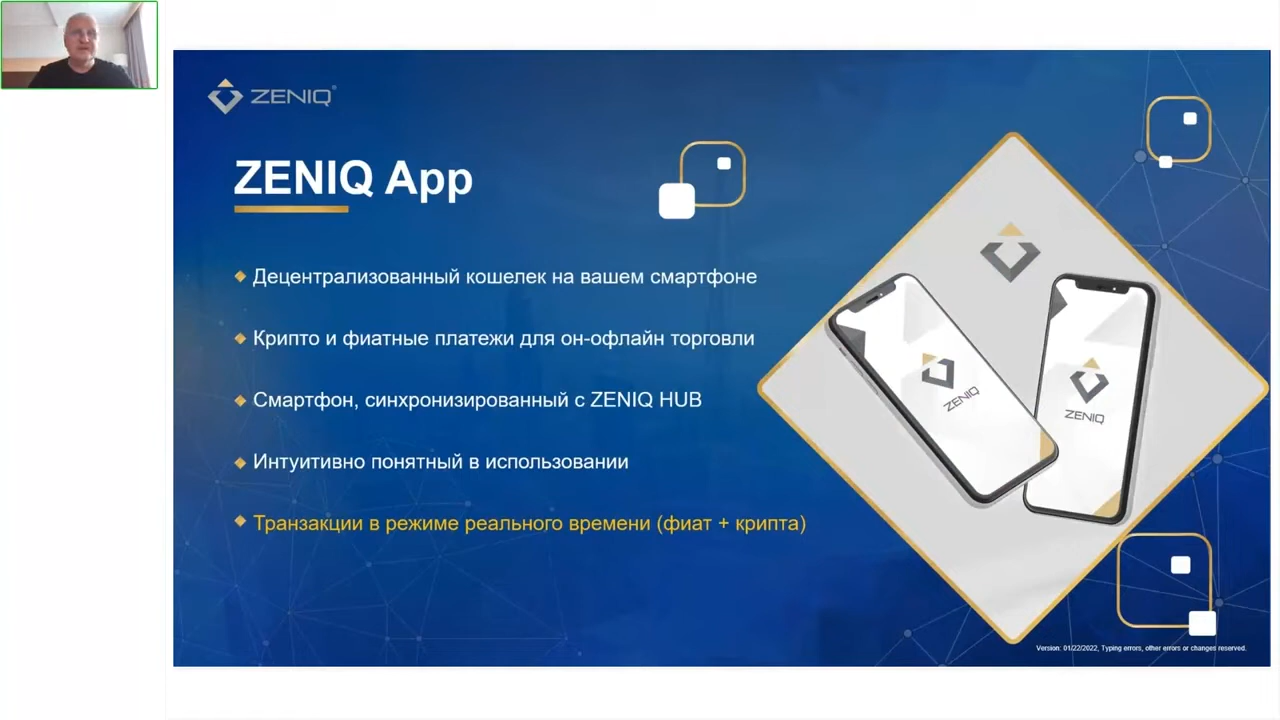 ZENIQ®
ZENIQ App
Децентрализованный кошелек на вашем смартфоне
Крипто и фиатные платежи для он-офлайн торговли
Смартфон, синхронизированный с ZENIQ HUB
Интуитивно понятный в использовании
Транзакции в режиме реального времени (фиат + крипта)
ZENIQ
ZENIQ
Version: 01/22/2022, Typing errors, other errors or changes reserved.